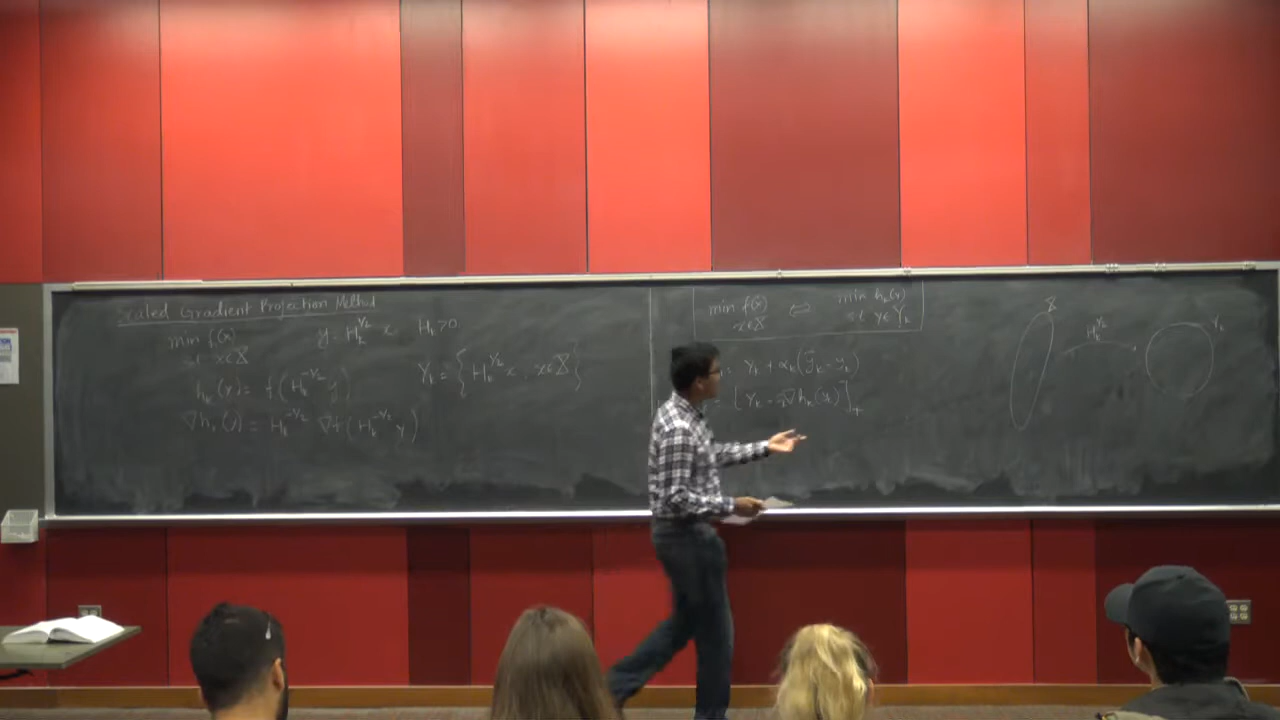 Scaled Gradient Projection Method
min f(x)
s.t. x∈X
y = H_k^{1/2} x   H_k>0
h_k(y) = f(H_k^{-1/2} y)
Y_k = {H_k^{1/2} x, x∈X}
∇h_k(y) = H_k^{-1/2} ∇f(H_k^{-1/2} y)
min f(x) ⇔ min h_k(y)
x∈X   s.t. y∈Y_k
= y_k + α_k(ȳ_k - y_k)
= [y_k - ∇h_k(y_k)]_+
X
H_k^{1/2}
Y_k